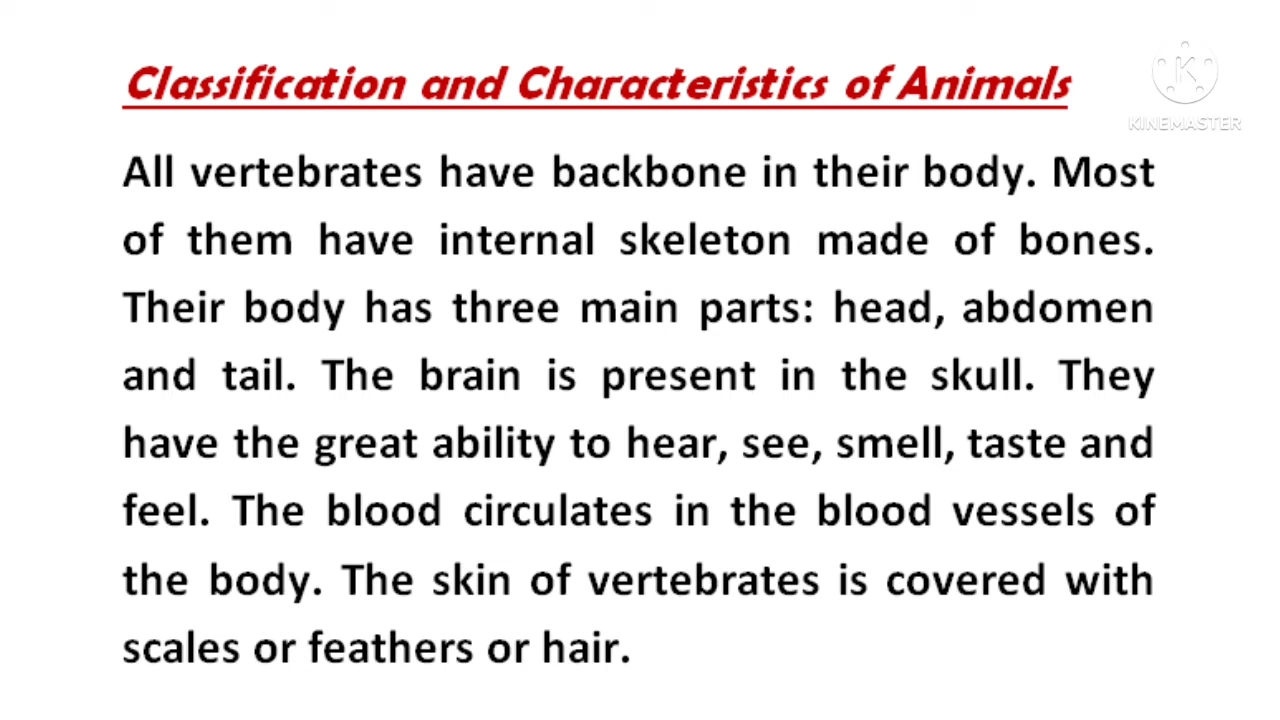 Classification and Characteristics of Animals
KINEMASTER
All vertebrates have backbone in their body. Most
of them have internal skeleton made of bones.
Their body has three main parts: head, abdomen
and tail. The brain is present in the skull. They
have the great ability to hear, see, smell, taste and
feel. The blood circulates in the blood vessels of
the body. The skin of vertebrates is covered with
scales or feathers or hair.